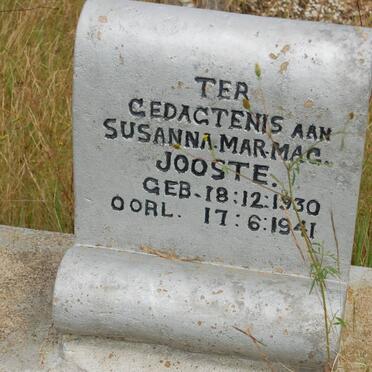 TER
GEDAGTENIS AAN
SUSANNA. MAR. MAG.
JOOSTE.
GEB. 18:12:1930
OORL. 17:6:1941